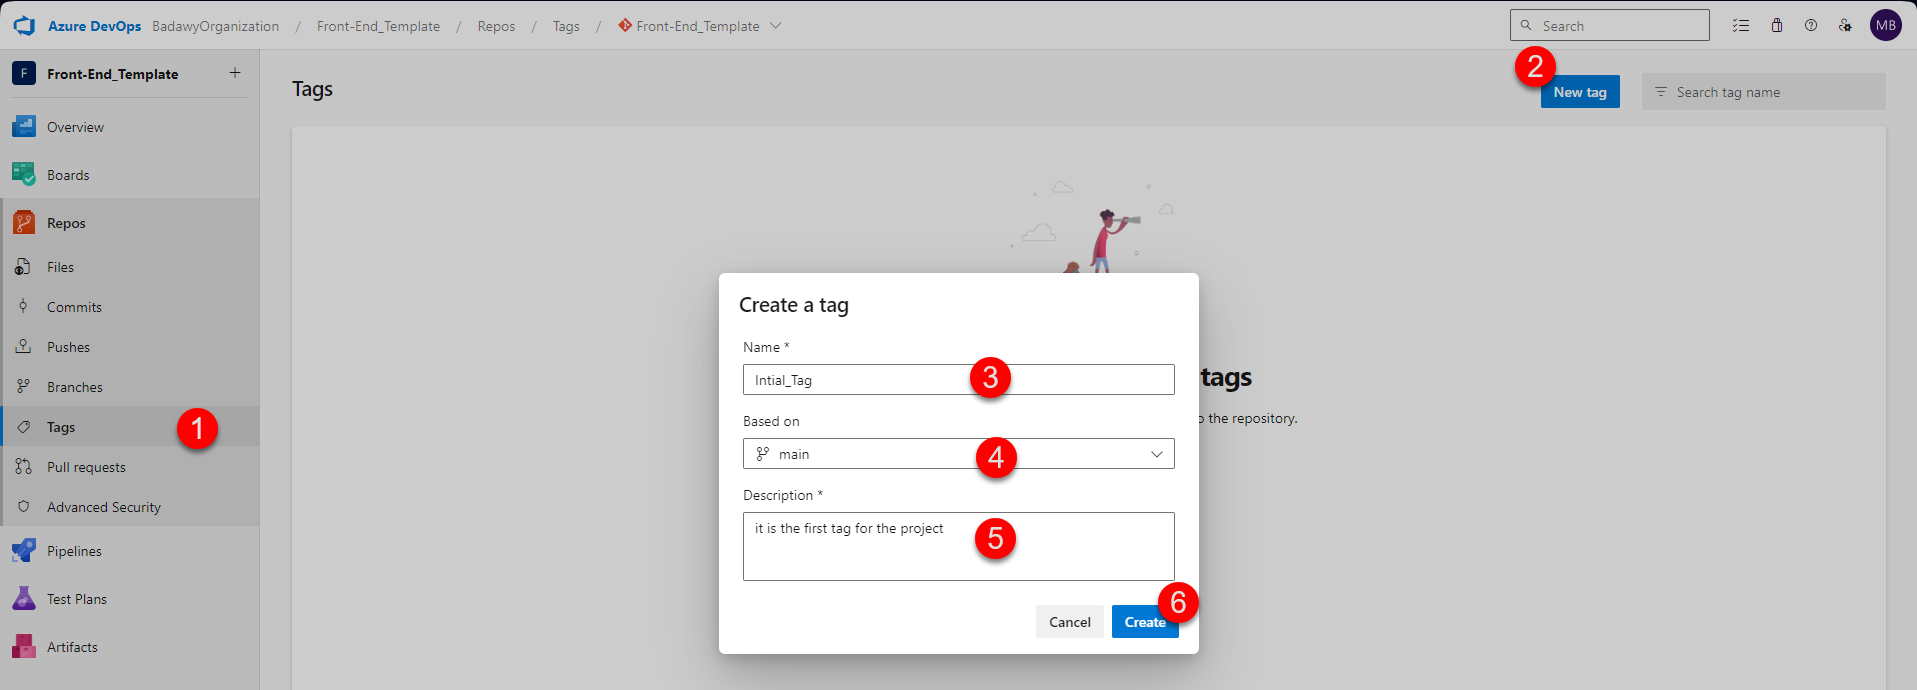 Azure DevOps BadawyOrganization / Front-End_Template / Repos / Tags / Front-End_Template
Search
MB
F Front-End_Template +
Overview
Boards
Repos
Files
Commits
Pushes
Branches
Tags
1
Pull requests
Advanced Security
Pipelines
Test Plans
Artifacts
Tags
2
New tag
Search tag name
tags
o the repository.
Create a tag
Name *
Intial_Tag
3
Based on
main
4
Description *
it is the first tag for the project
5
Cancel
Create
6